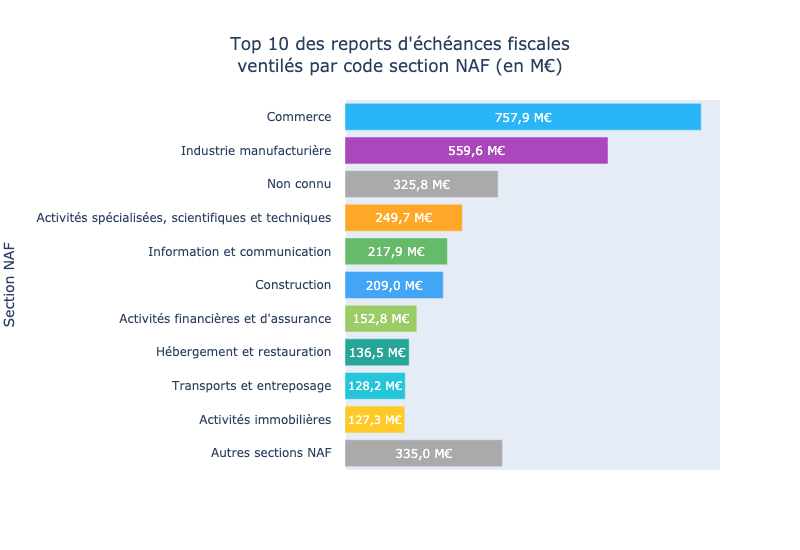 Top 10 des reports d'échéances fiscales
ventilés par code section NAF (en M€)
Section NAF
Commerce 757,9 M€
Industrie manufacturière 559,6 M€
Non connu 325,8 M€
Activités spécialisées, scientifiques et techniques 249,7 M€
Information et communication 217,9 M€
Construction 209,0 M€
Activités financières et d'assurance 152,8 M€
Hébergement et restauration 136,5 M€
Transports et entreposage 128,2 M€
Activités immobilières 127,3 M€
Autres sections NAF 335,0 M€